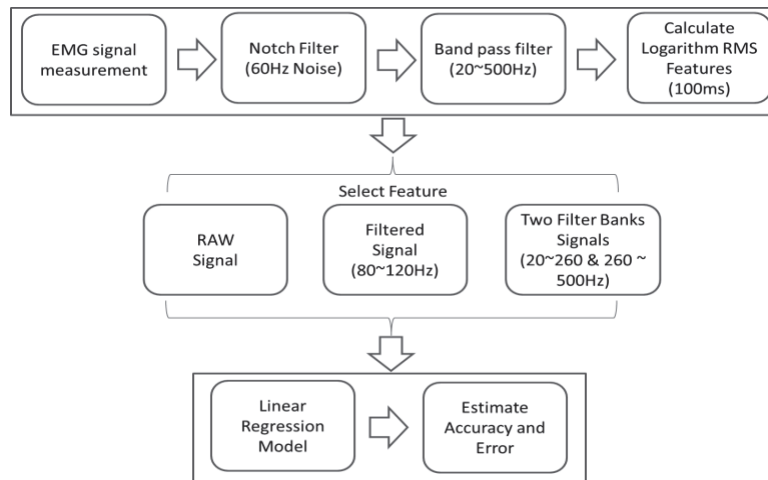 EMG signal
measurement
Notch Filter
(60Hz Noise)
Band pass filter
(20~500Hz)
Calculate
Logarithm RMS
Features
(100ms)
Select Feature
RAW
Signal
Filtered
Signal
(80~120Hz)
Two Filter Banks
Signals
(20~260 & 260 ~
500Hz)
Linear
Regression
Model
Estimate
Accuracy and
Error